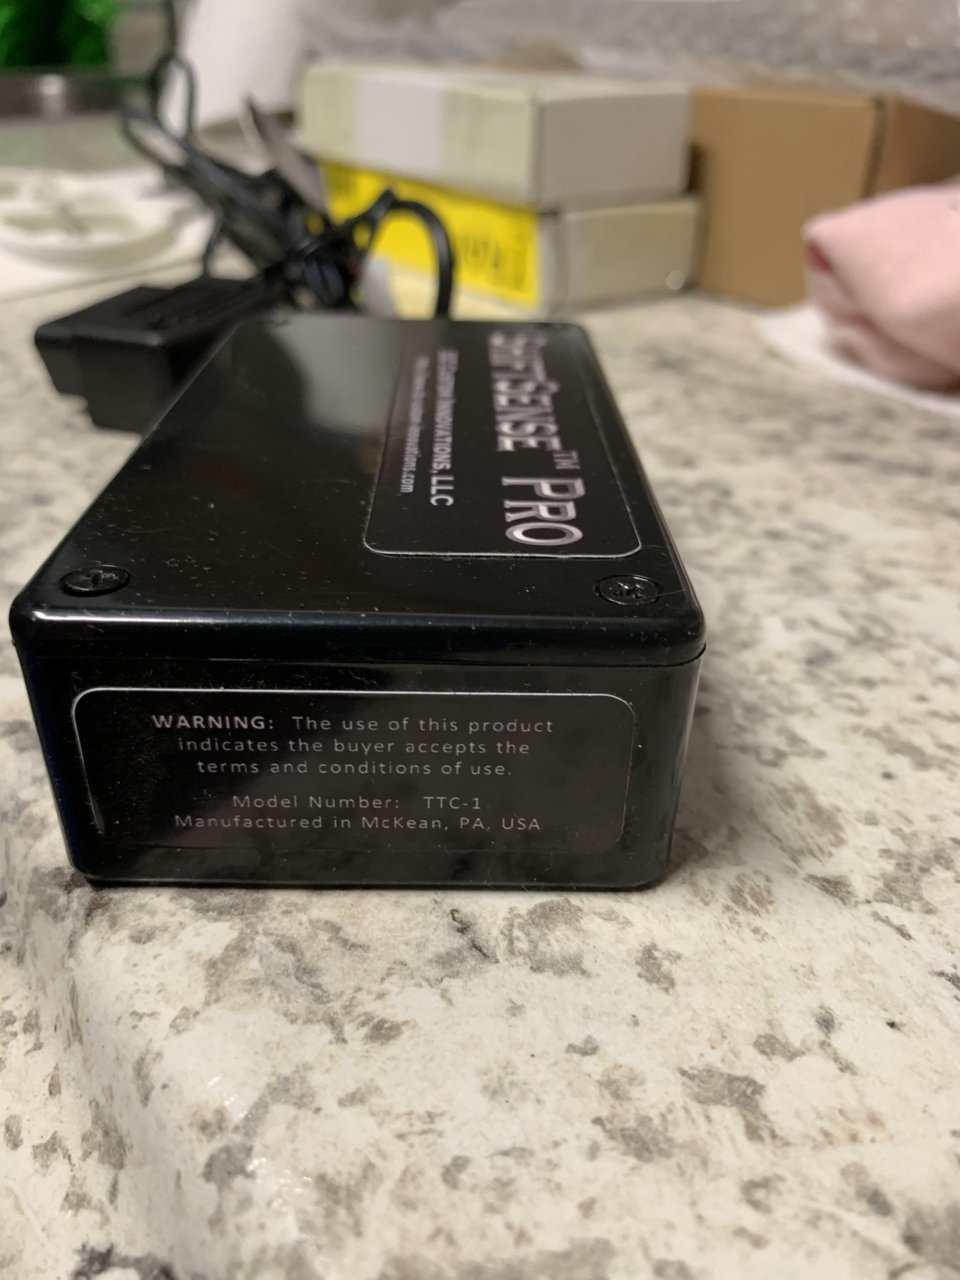 SHIFTSENSE™ PRO
INNOVATIONS, LLC
WARNING: The use of this product
indicates the buyer accepts the
terms and conditions of use.
Model Number: TTC-1
Manufactured in McKean, PA, USA